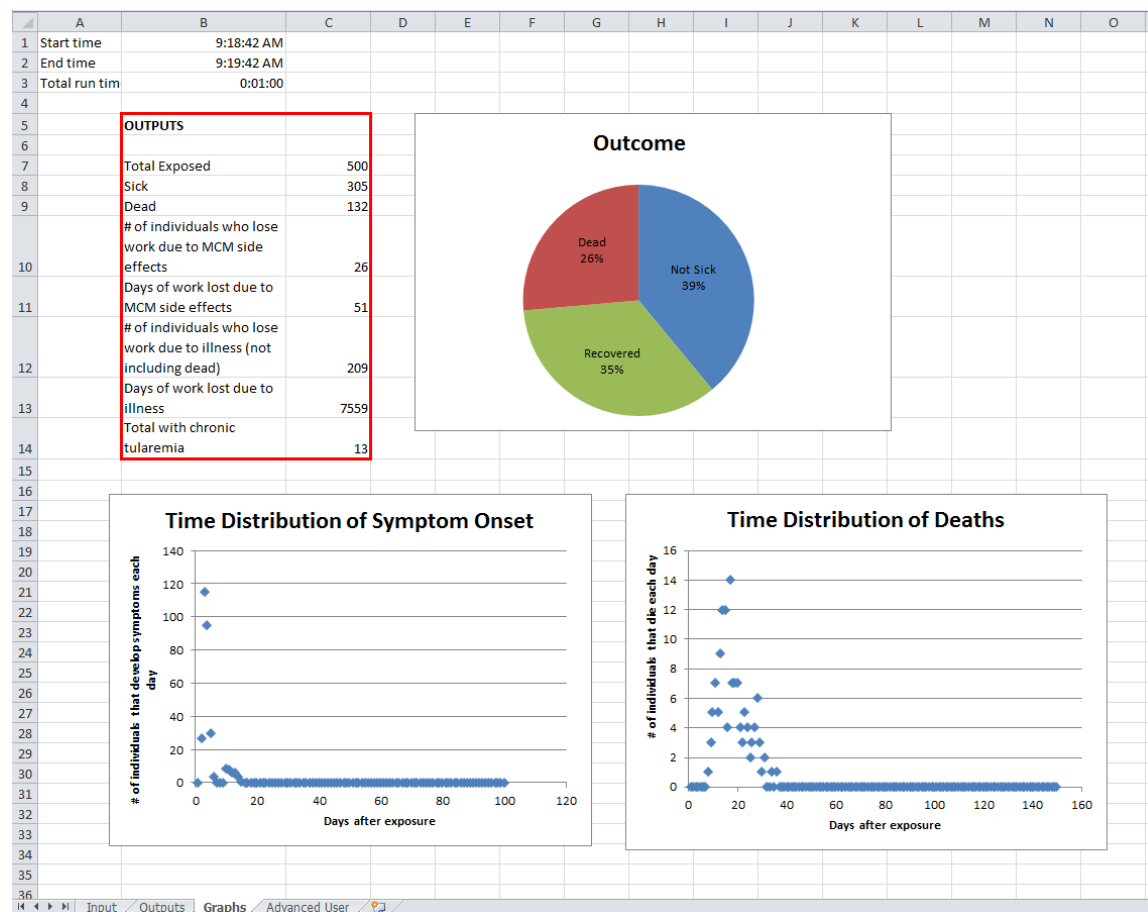 A B C D E F G H I J K L M N O
1 Start time 9:18:42 AM
2 End time 9:19:42 AM
3 Total run tim 0:01:00
4
5 OUTPUTS
6
7 Total Exposed 500
8 Sick 305
9 Dead 132
# of individuals who lose
work due to MCM side
10 effects 26
Days of work lost due to
11 MCM side effects 51
# of individuals who lose
work due to illness (not
12 including dead) 209
Days of work lost due to
13 illness 7559
Total with chronic
14 tularemia 13
Outcome
Dead
26%
Not Sick
39%
Recovered
35%
15
16
17
18
19
20
21
22
23
24
25
26
27
28
29
30
31
32
33
34
35
36
Time Distribution of Symptom Onset
# of individuals that develop symptoms each
day
140
120
100
80
60
40
20
0
0 20 40 60 80 100 120
Days after exposure
Time Distribution of Deaths
# of individuals that die each day
16
14
12
10
8
6
4
2
0
0 20 40 60 80 100 120 140 160
Days after exposure
Input Outputs Graphs Advanced User